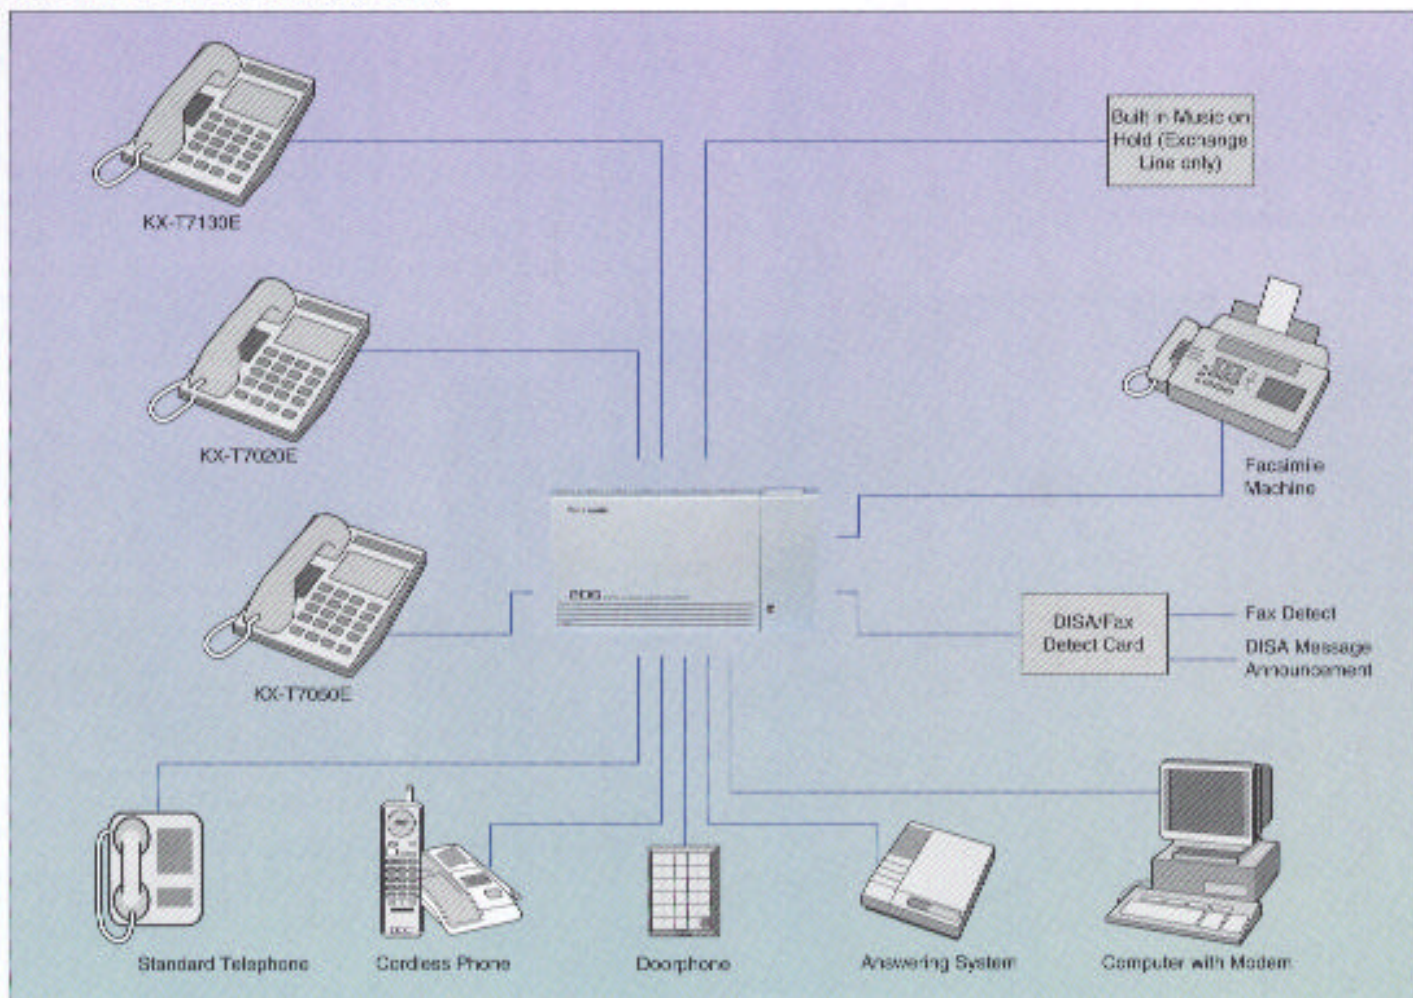 KX-T7130E
Built in Music on
Hold (Exchange
Line only)
KX-T7020E
Facsimile
Machine
KX-T7050E
DISA/Fax
Detect Card
Fax Detect
DISA Message
Announcement
Standard Telephone
Cordless Phone
Doorphone
Answering System
Computer with Modem